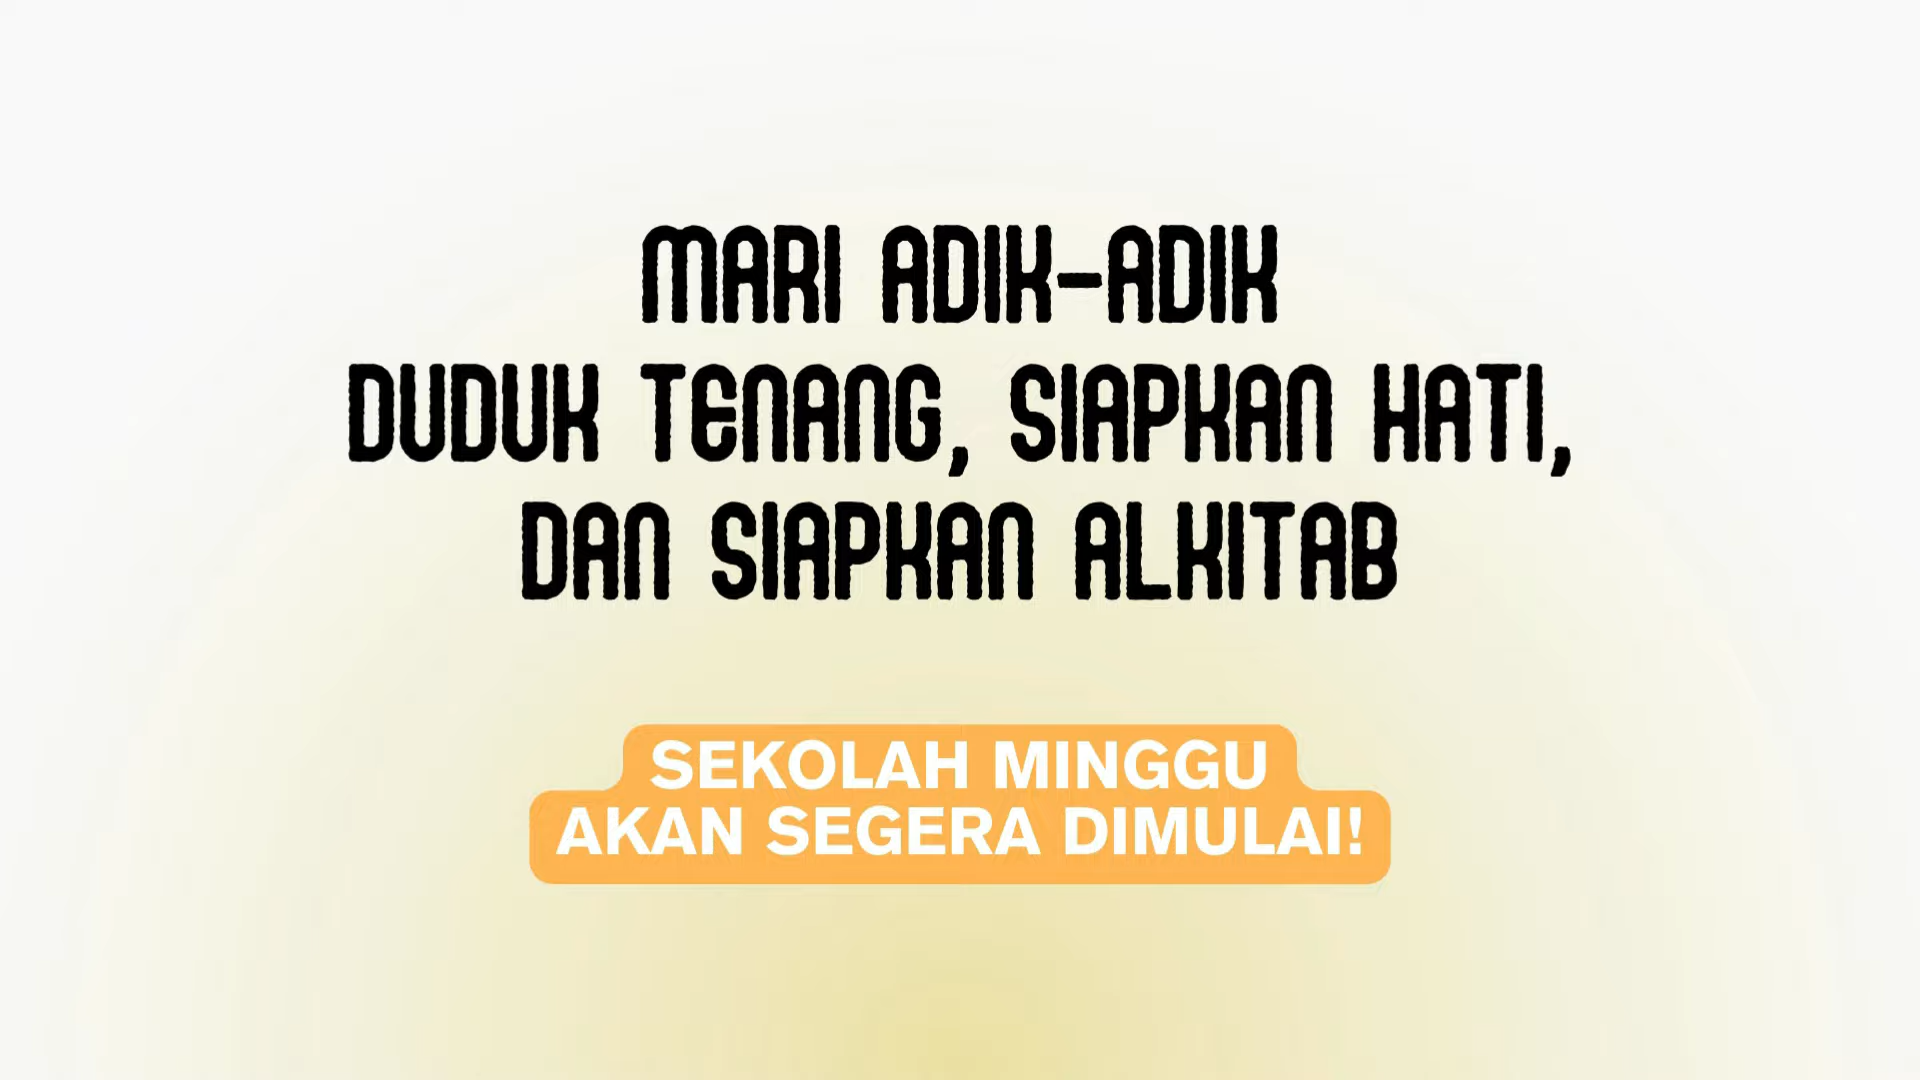 MARI ADIK-ADIK
DUDUK TENANG, SIAPKAN HATI,
DAN SIAPKAN ALKITAB
SEKOLAH MINGGU
AKAN SEGERA DIMULAI!